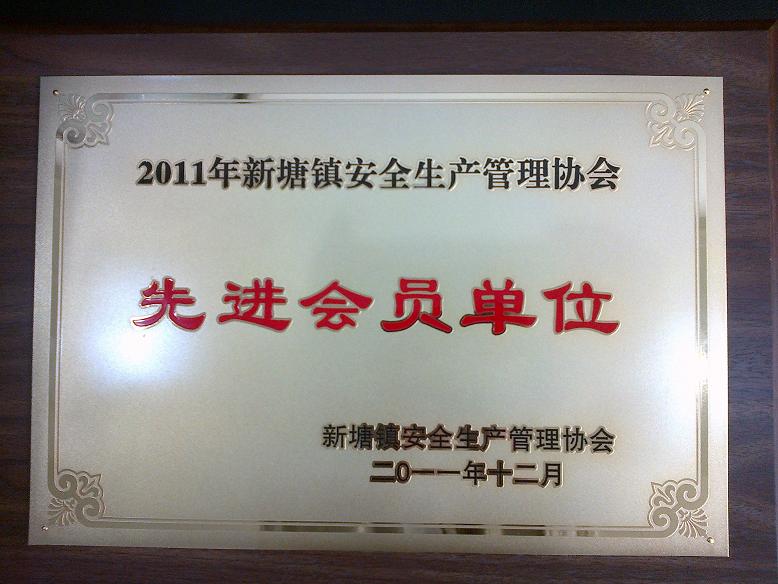 2011年新塘镇安全生产管理协会
先进会员单位
新塘镇安全生产管理协会
二0一一年十二月